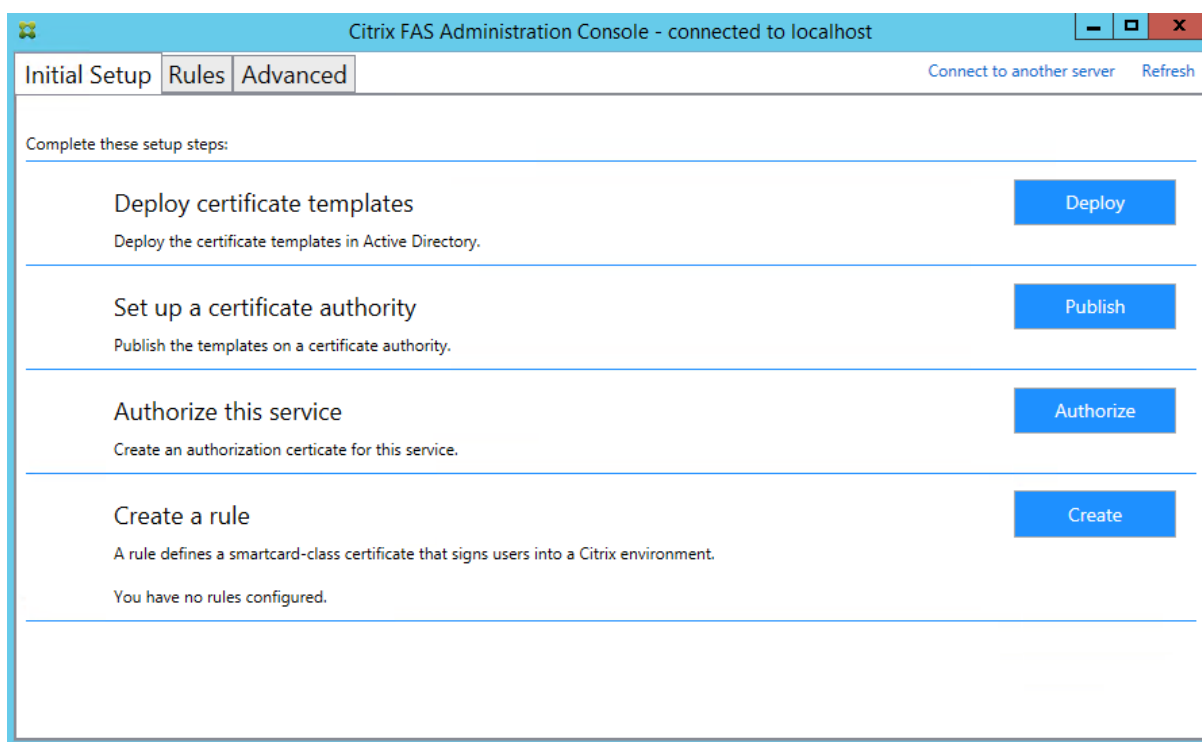 Citrix FAS Administration Console - connected to localhost
Initial Setup Rules Advanced Connect to another server Refresh
Complete these setup steps:
Deploy certificate templates
Deploy
Deploy the certificate templates in Active Directory.
Set up a certificate authority
Publish
Publish the templates on a certificate authority.
Authorize this service
Authorize
Create an authorization certicate for this service.
Create a rule
Create
A rule defines a smartcard-class certificate that signs users into a Citrix environment.
You have no rules configured.